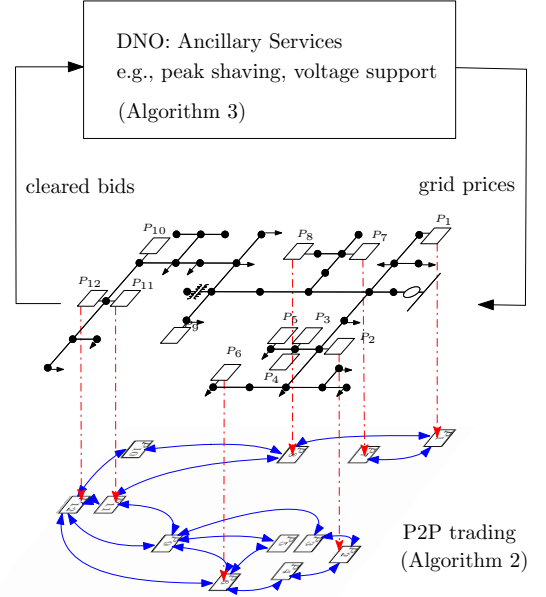 DNO: Ancillary Services
e.g., peak shaving, voltage support
(Algorithm 3)
cleared bids
grid prices
P1
P10
P8
P7
P12
P11
P9
P5
P3
P2
P6
P4
P2P trading
(Algorithm 2)